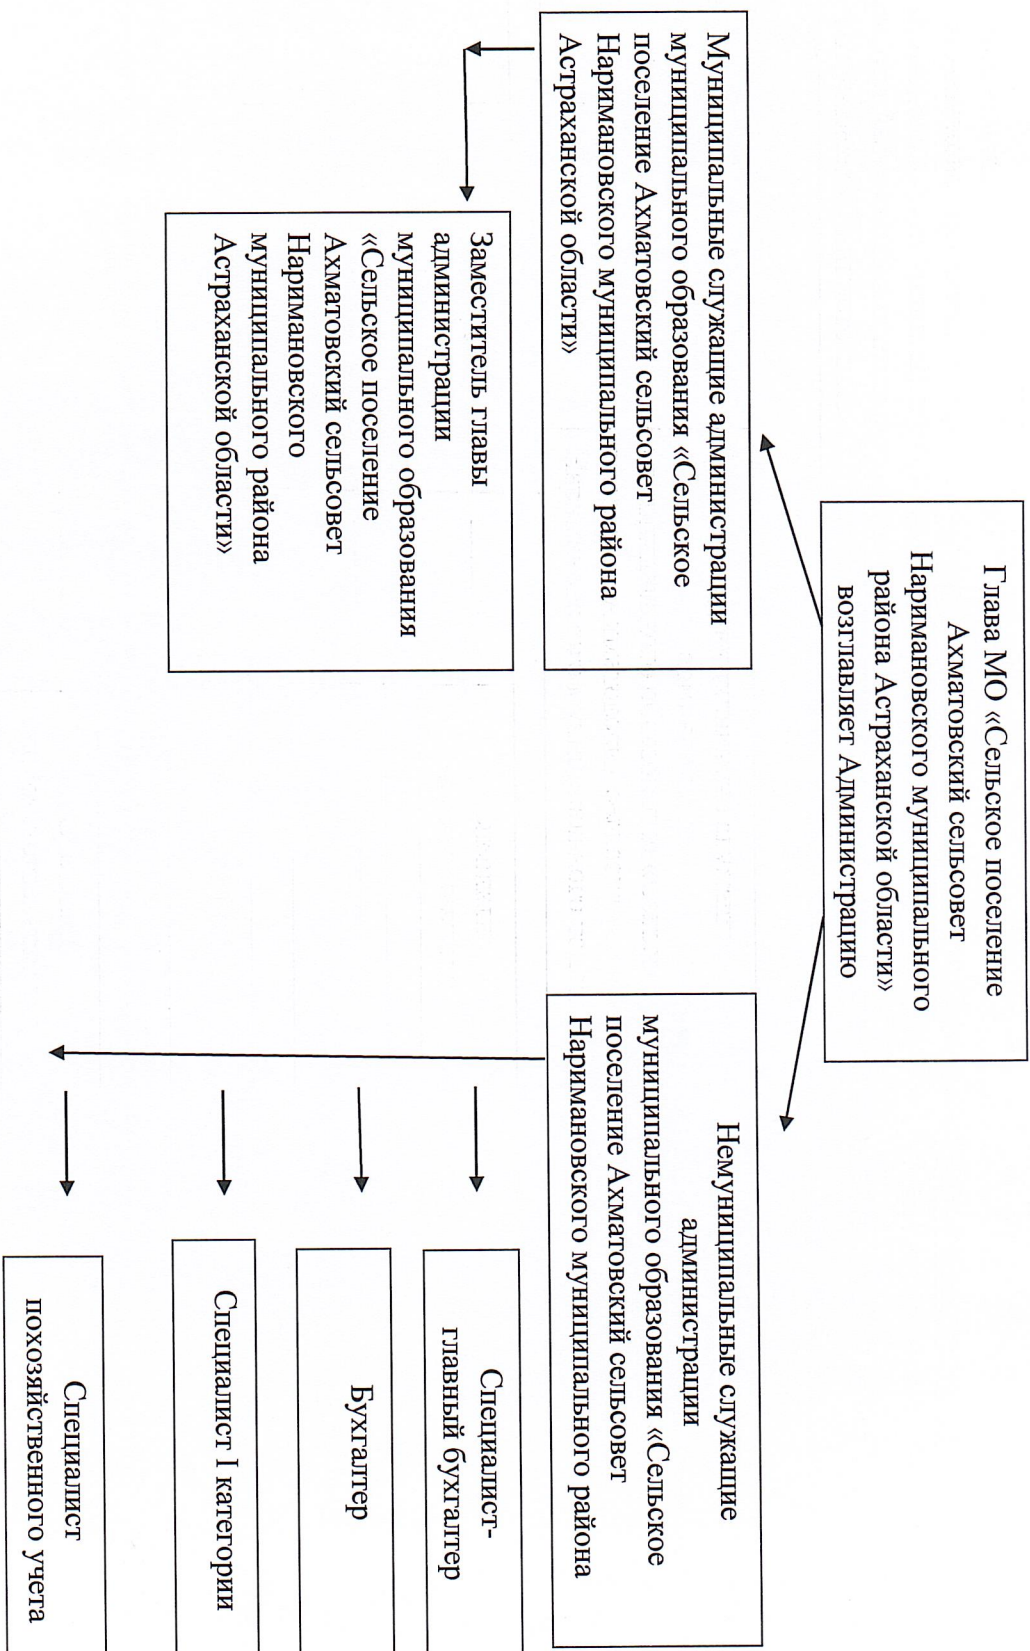 Глава МО «Сельское поселение
Ахматовский сельсовет
Наримановского муниципального
района Астраханской области»
возглавляет Администрацию
Муниципальные служащие администрации
муниципального образования «Сельское
поселение Ахматовский сельсовет
Наримановского муниципального района
Астраханской области»
Заместитель главы
администрации
муниципального образования
«Сельское поселение
Ахматовский сельсовет
Наримановского
муниципального района
Астраханской области»
Немуниципальные служащие
администрации
муниципального образования «Сельское
поселение Ахматовский сельсовет
Наримановского муниципального района
Специалист-
главный бухгалтер
Бухгалтер
Специалист I категории
Специалист
похозяйственного учета